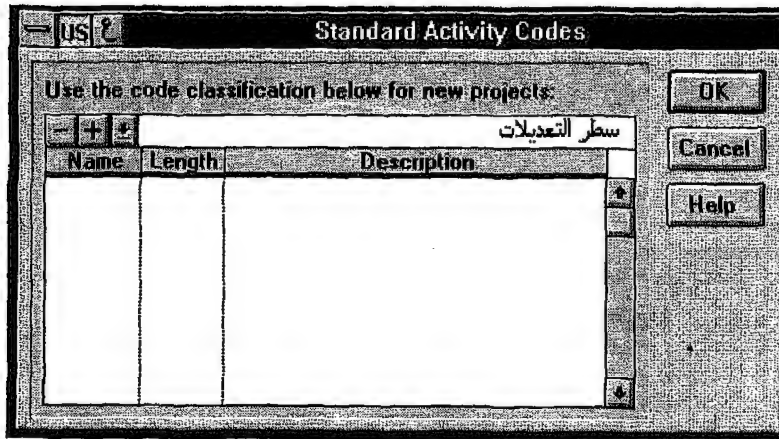 US ع Standard Activity Codes
Use the code classification below for new projects:
OK
- + ±
سطر التعديلات
Cancel
Name Length Description
Help